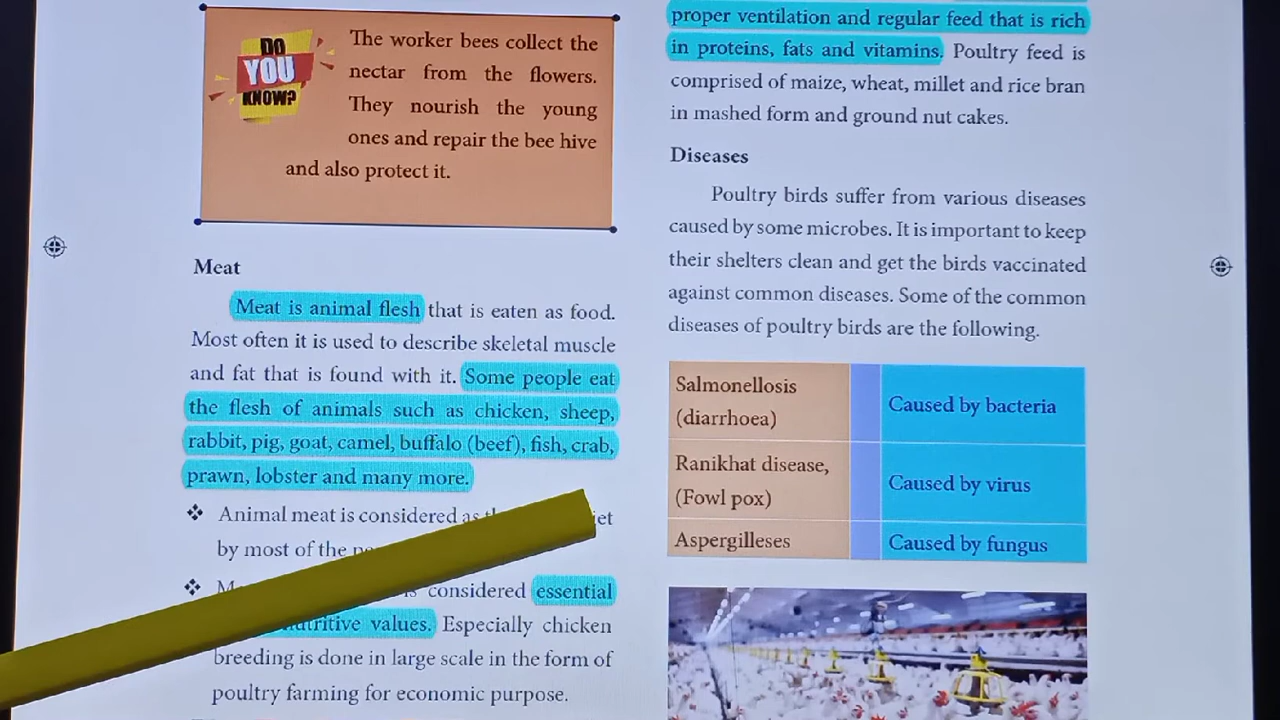 DO
YOU
KNOW?
The worker bees collect the
nectar from the flowers.
They nourish the young
ones and repair the bee hive
and also protect it.
Meat
Meat is animal flesh that is eaten as food.
Most often it is used to describe skeletal muscle
and fat that is found with it. Some people eat
the flesh of animals such as chicken, sheep,
rabbit, pig, goat, camel, buffalo (beef), fish, crab,
prawn, lobster and many more.
❖ Animal meat is considered as
by most of the
❖ considered essential
values. Especially chicken
breeding is done in large scale in the form of
poultry farming for economic purpose.
proper ventilation and regular feed that is rich
in proteins, fats and vitamins. Poultry feed is
comprised of maize, wheat, millet and rice bran
in mashed form and ground nut cakes.
Diseases
Poultry birds suffer from various diseases
caused by some microbes. It is important to keep
their shelters clean and get the birds vaccinated
against common diseases. Some of the common
diseases of poultry birds are the following.
Salmonellosis
(diarrhoea)
Caused by bacteria
Ranikhat disease,
(Fowl pox)
Caused by virus
Aspergilleses
Caused by fungus